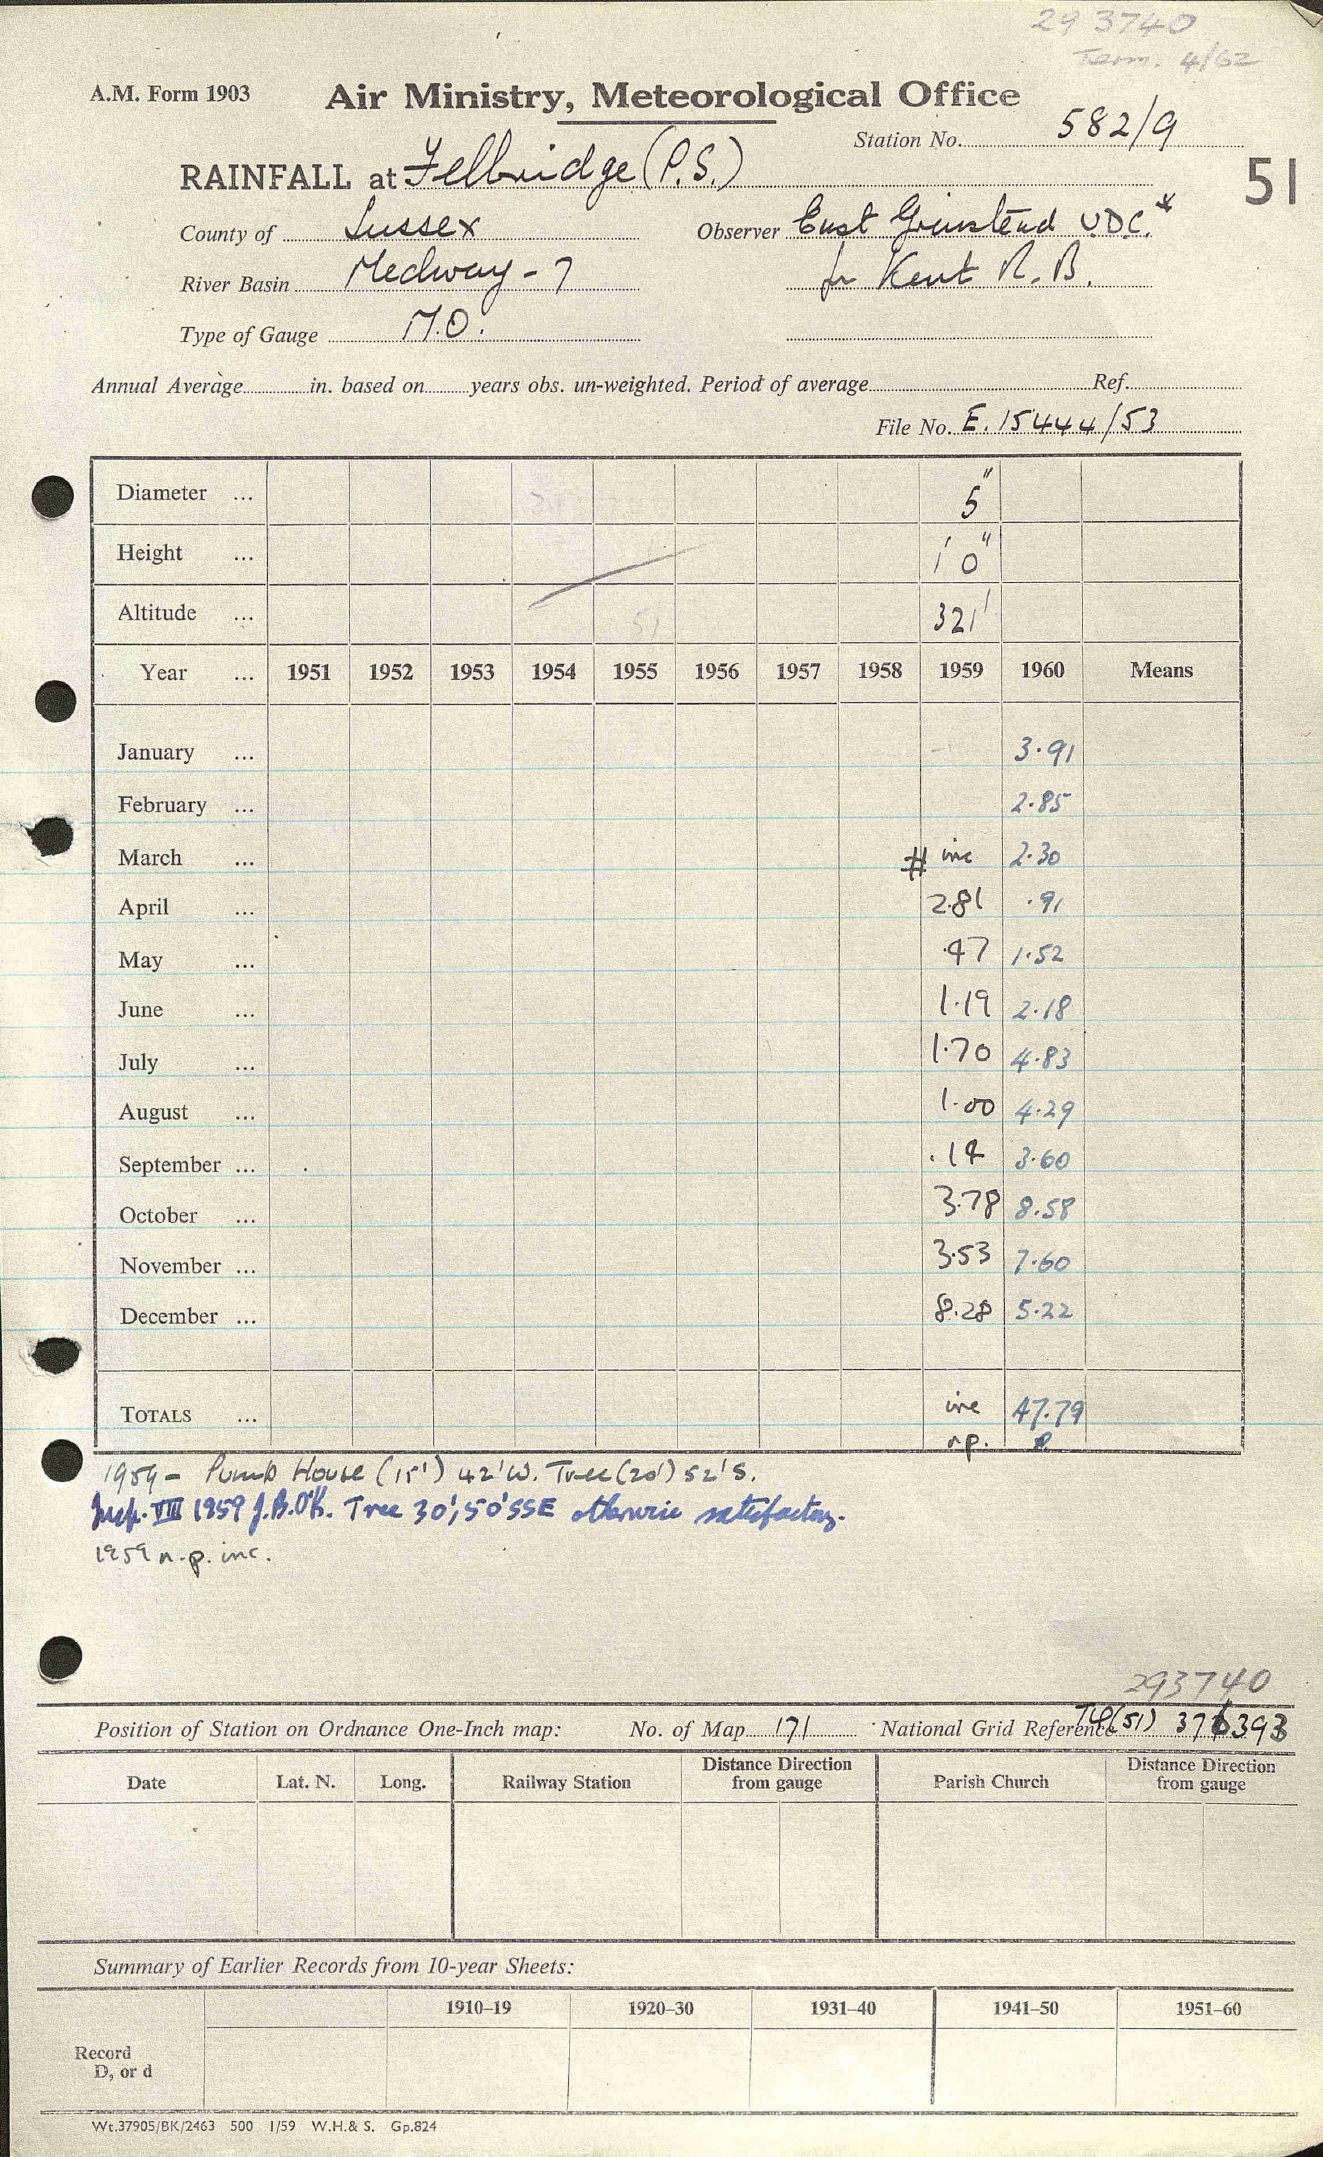 29 3740
Term. 4/62
A.M. Form 1903 Air Ministry, Meteorological Office
Station No. 582/9
RAINFALL at Felbridge (P.S.)
51
County of Sussex Observer East Grinstead UDC.*
River Basin Medway - 7 for Kent R. B.
Type of Gauge M.O.
Annual Average in. based on years obs. un-weighted. Period of average Ref.
File No. E. 15444/53
Diameter ... 5"
Height ... 1' 0"
Altitude ... 321'
51
Year ... 1951 1952 1953 1954 1955 1956 1957 1958 1959 1960 Means
January ... - 3.91
February ... 2.85
March ... # inc 2.30
April ... 2.81 .91
May ... .47 1.52
June ... 1.19 2.18
July ... 1.70 4.83
August ... 1.00 4.29
September ... .14 3.60
October ... 3.78 8.58
November ... 3.53 7.60
December ... 8.28 5.22
TOTALS ... inc 47.79
n.p. P.
1959 - Pump House (15') 42' W. Tree (20') 52' S.
Insp. VIII 1959 J.B.O'K. Tree 30', 50' SSE otherwise satisfactory.
1959 n.p. inc.
293740
Position of Station on Ordnance One-Inch map: No. of Map 171 National Grid Reference TQ (51) 376393
Date Lat. N. Long. Railway Station Distance Direction from gauge Parish Church Distance Direction from gauge
Summary of Earlier Records from 10-year Sheets:
1910–19 1920–30 1931–40 1941–50 1951–60
Record
D, or d
Wt.37905/BK/2463 500 1/59 W.H.& S. Gp.824